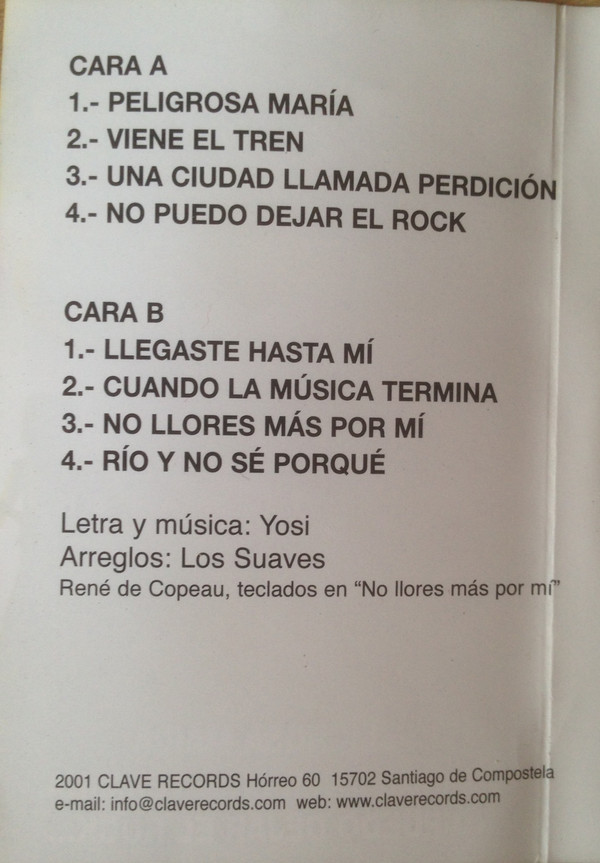 CARA A
1.- PELIGROSA MARÍA
2.- VIENE EL TREN
3.- UNA CIUDAD LLAMADA PERDICIÓN
4.- NO PUEDO DEJAR EL ROCK
CARA B
1.- LLEGASTE HASTA MÍ
2.- CUANDO LA MÚSICA TERMINA
3.- NO LLORES MÁS POR MÍ
4.- RÍO Y NO SÉ PORQUÉ
Letra y música: Yosi
Arreglos: Los Suaves
René de Copeau, teclados en “No llores más por mí”
2001 CLAVE RECORDS Hórreo 60 15702 Santiago de Compostela
e-mail: info@claverecords.com web: www.claverecords.com